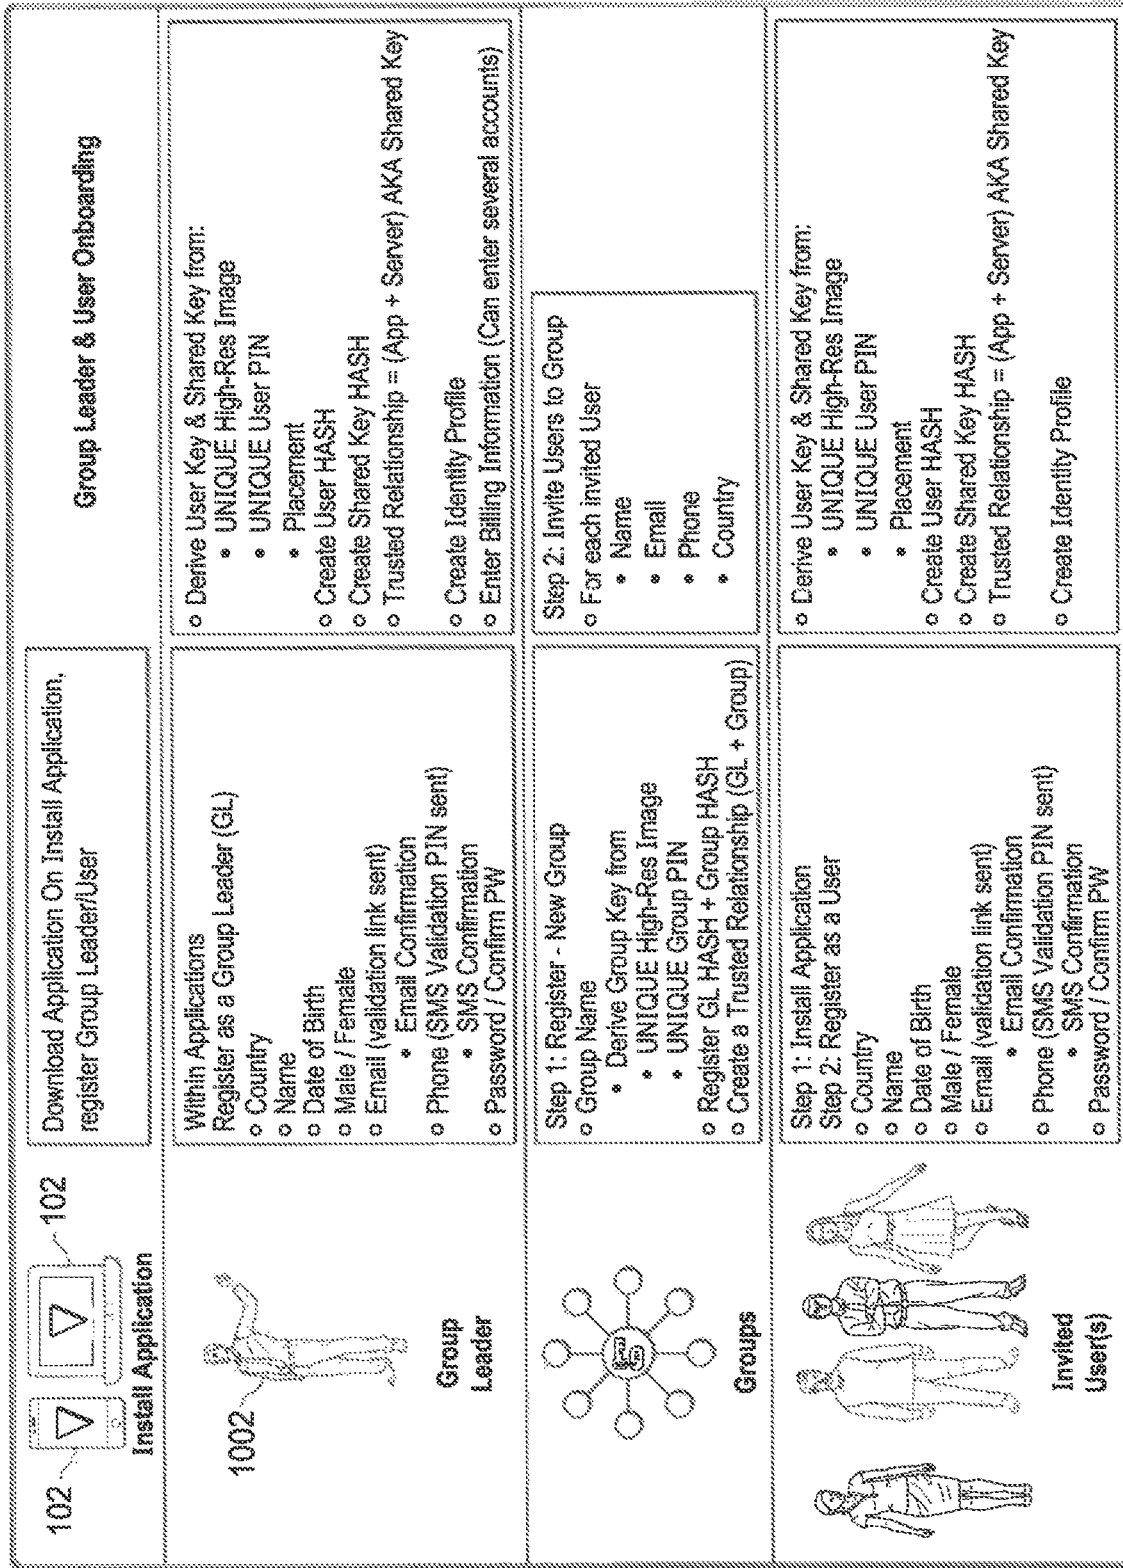 Group Leader & User Onboarding
102
102
Install Application
Download Application On Install Application,
register Group Leader/User
1002
Group
Leader
Within Applications
Register as a Group Leader (GL)
o Country
o Name
o Date of Birth
o Male / Female
o Email (validation link sent)
• Email Confirmation
o Phone (SMS Validation PIN sent)
• SMS Confirmation
o Password / Confirm PW
o Derive User Key & Shared Key from:
• UNIQUE High-Res Image
• UNIQUE User PIN
• Placement
o Create User HASH
o Create Shared Key HASH
o Trusted Relationship = (App + Server) AKA Shared Key
o Create Identity Profile
o Enter Billing Information (Can enter several accounts)
Groups
Step 1: Register - New Group
o Group Name
• Derive Group Key from
• UNIQUE High-Res Image
• UNIQUE Group PIN
o Register GL HASH + Group HASH
o Create a Trusted Relationship (GL + Group)
Step 2: Invite Users to Group
o For each invited User
• Name
• Email
• Phone
• Country
Invited
User(s)
Step 1: Install Application
Step 2: Register as a User
o Country
o Name
o Date of Birth
o Male / Female
o Email (validation link sent)
• Email Confirmation
o Phone (SMS Validation PIN sent)
• SMS Confirmation
o Password / Confirm PW
o Derive User Key & Shared Key from:
• UNIQUE High-Res Image
• UNIQUE User PIN
• Placement
o Create User HASH
o Create Shared Key HASH
o Trusted Relationship = (App + Server) AKA Shared Key
o Create Identity Profile